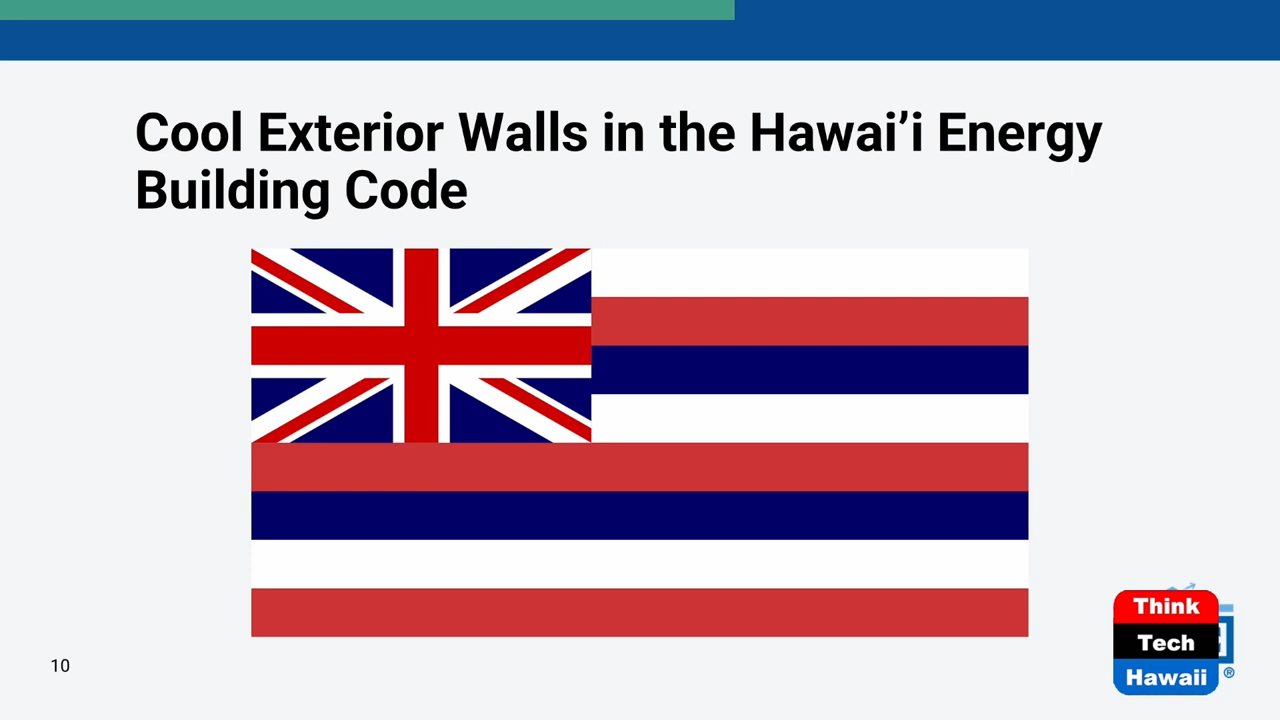 Cool Exterior Walls in the Hawai’i Energy
Building Code
10
Think
Tech
Hawaii
®